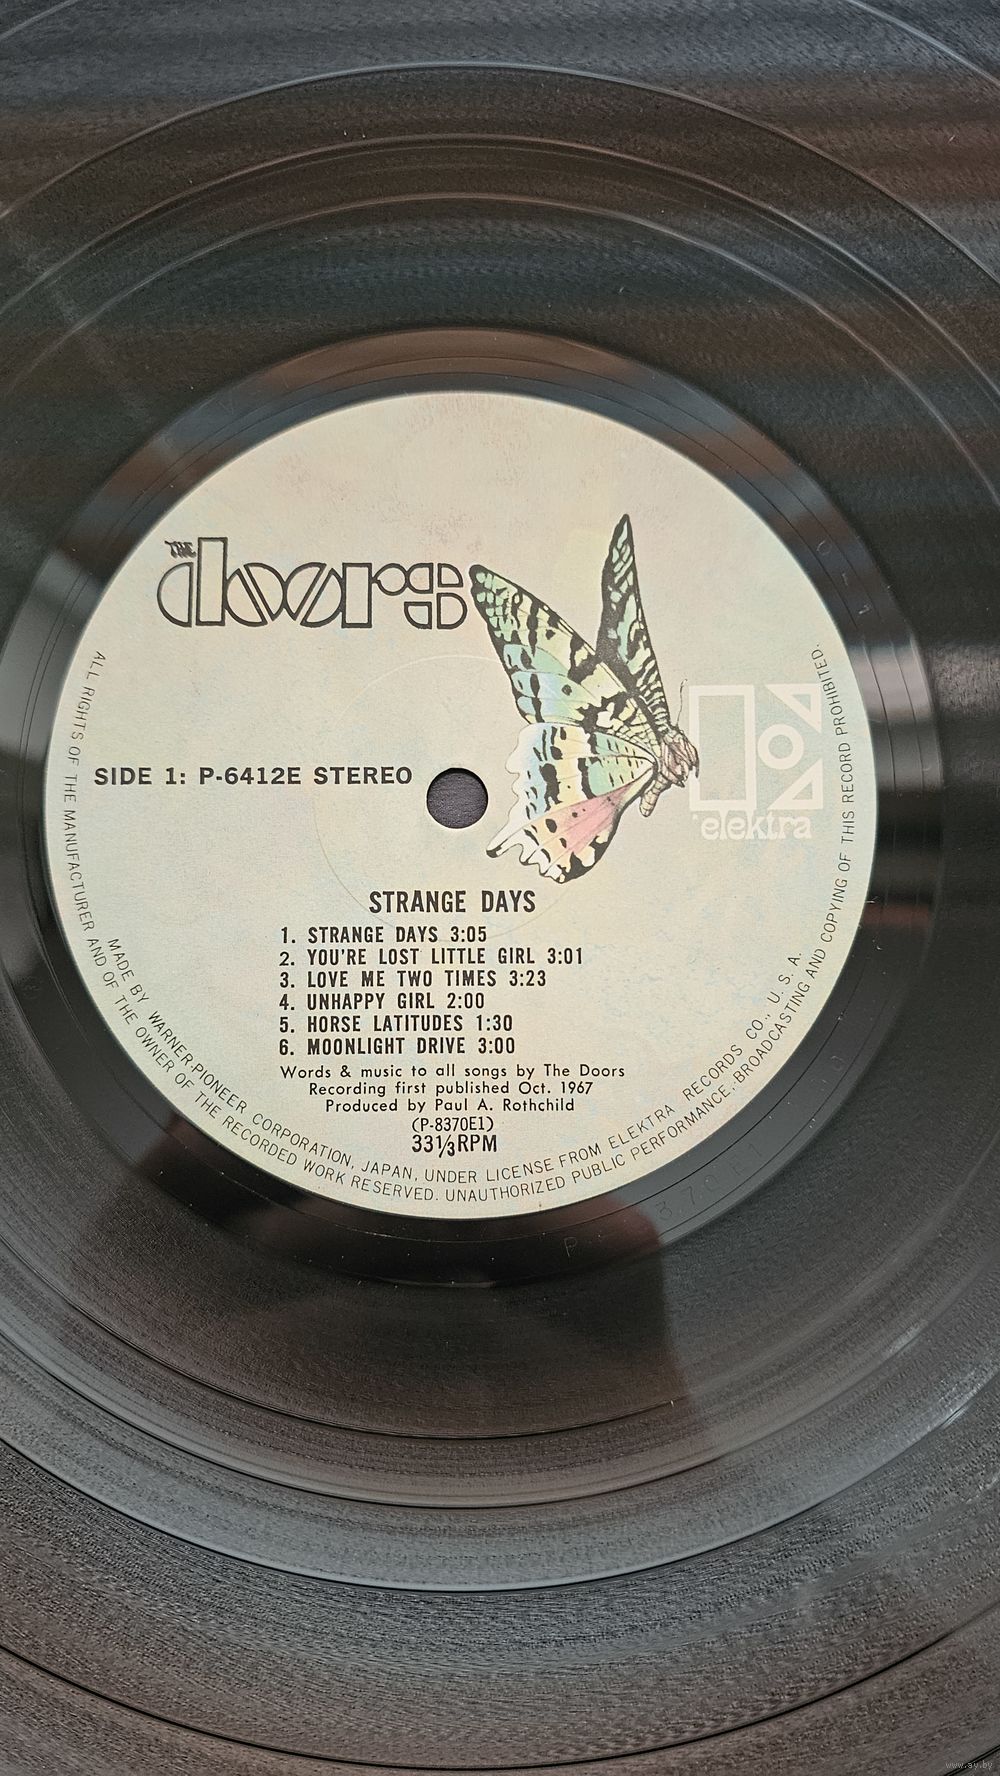 THE
doors
elektra
SIDE 1: P-6412E STEREO
STRANGE DAYS
1. STRANGE DAYS 3:05
2. YOU'RE LOST LITTLE GIRL 3:01
3. LOVE ME TWO TIMES 3:23
4. UNHAPPY GIRL 2:00
5. HORSE LATITUDES 1:30
6. MOONLIGHT DRIVE 3:00
Words & music to all songs by The Doors
Recording first published Oct. 1967
Produced by Paul A. Rothchild
(P-8370E1)
33⅓RPM
MADE BY WARNER-PIONEER CORPORATION, JAPAN, UNDER LICENSE FROM ELEKTRA RECORDS CO., U. S. A.
ALL RIGHTS OF THE MANUFACTURER AND OF THE OWNER OF THE RECORDED WORK RESERVED. UNAUTHORIZED PUBLIC PERFORMANCE, BROADCASTING AND COPYING OF THIS RECORD PROHIBITED.
www.ay.by